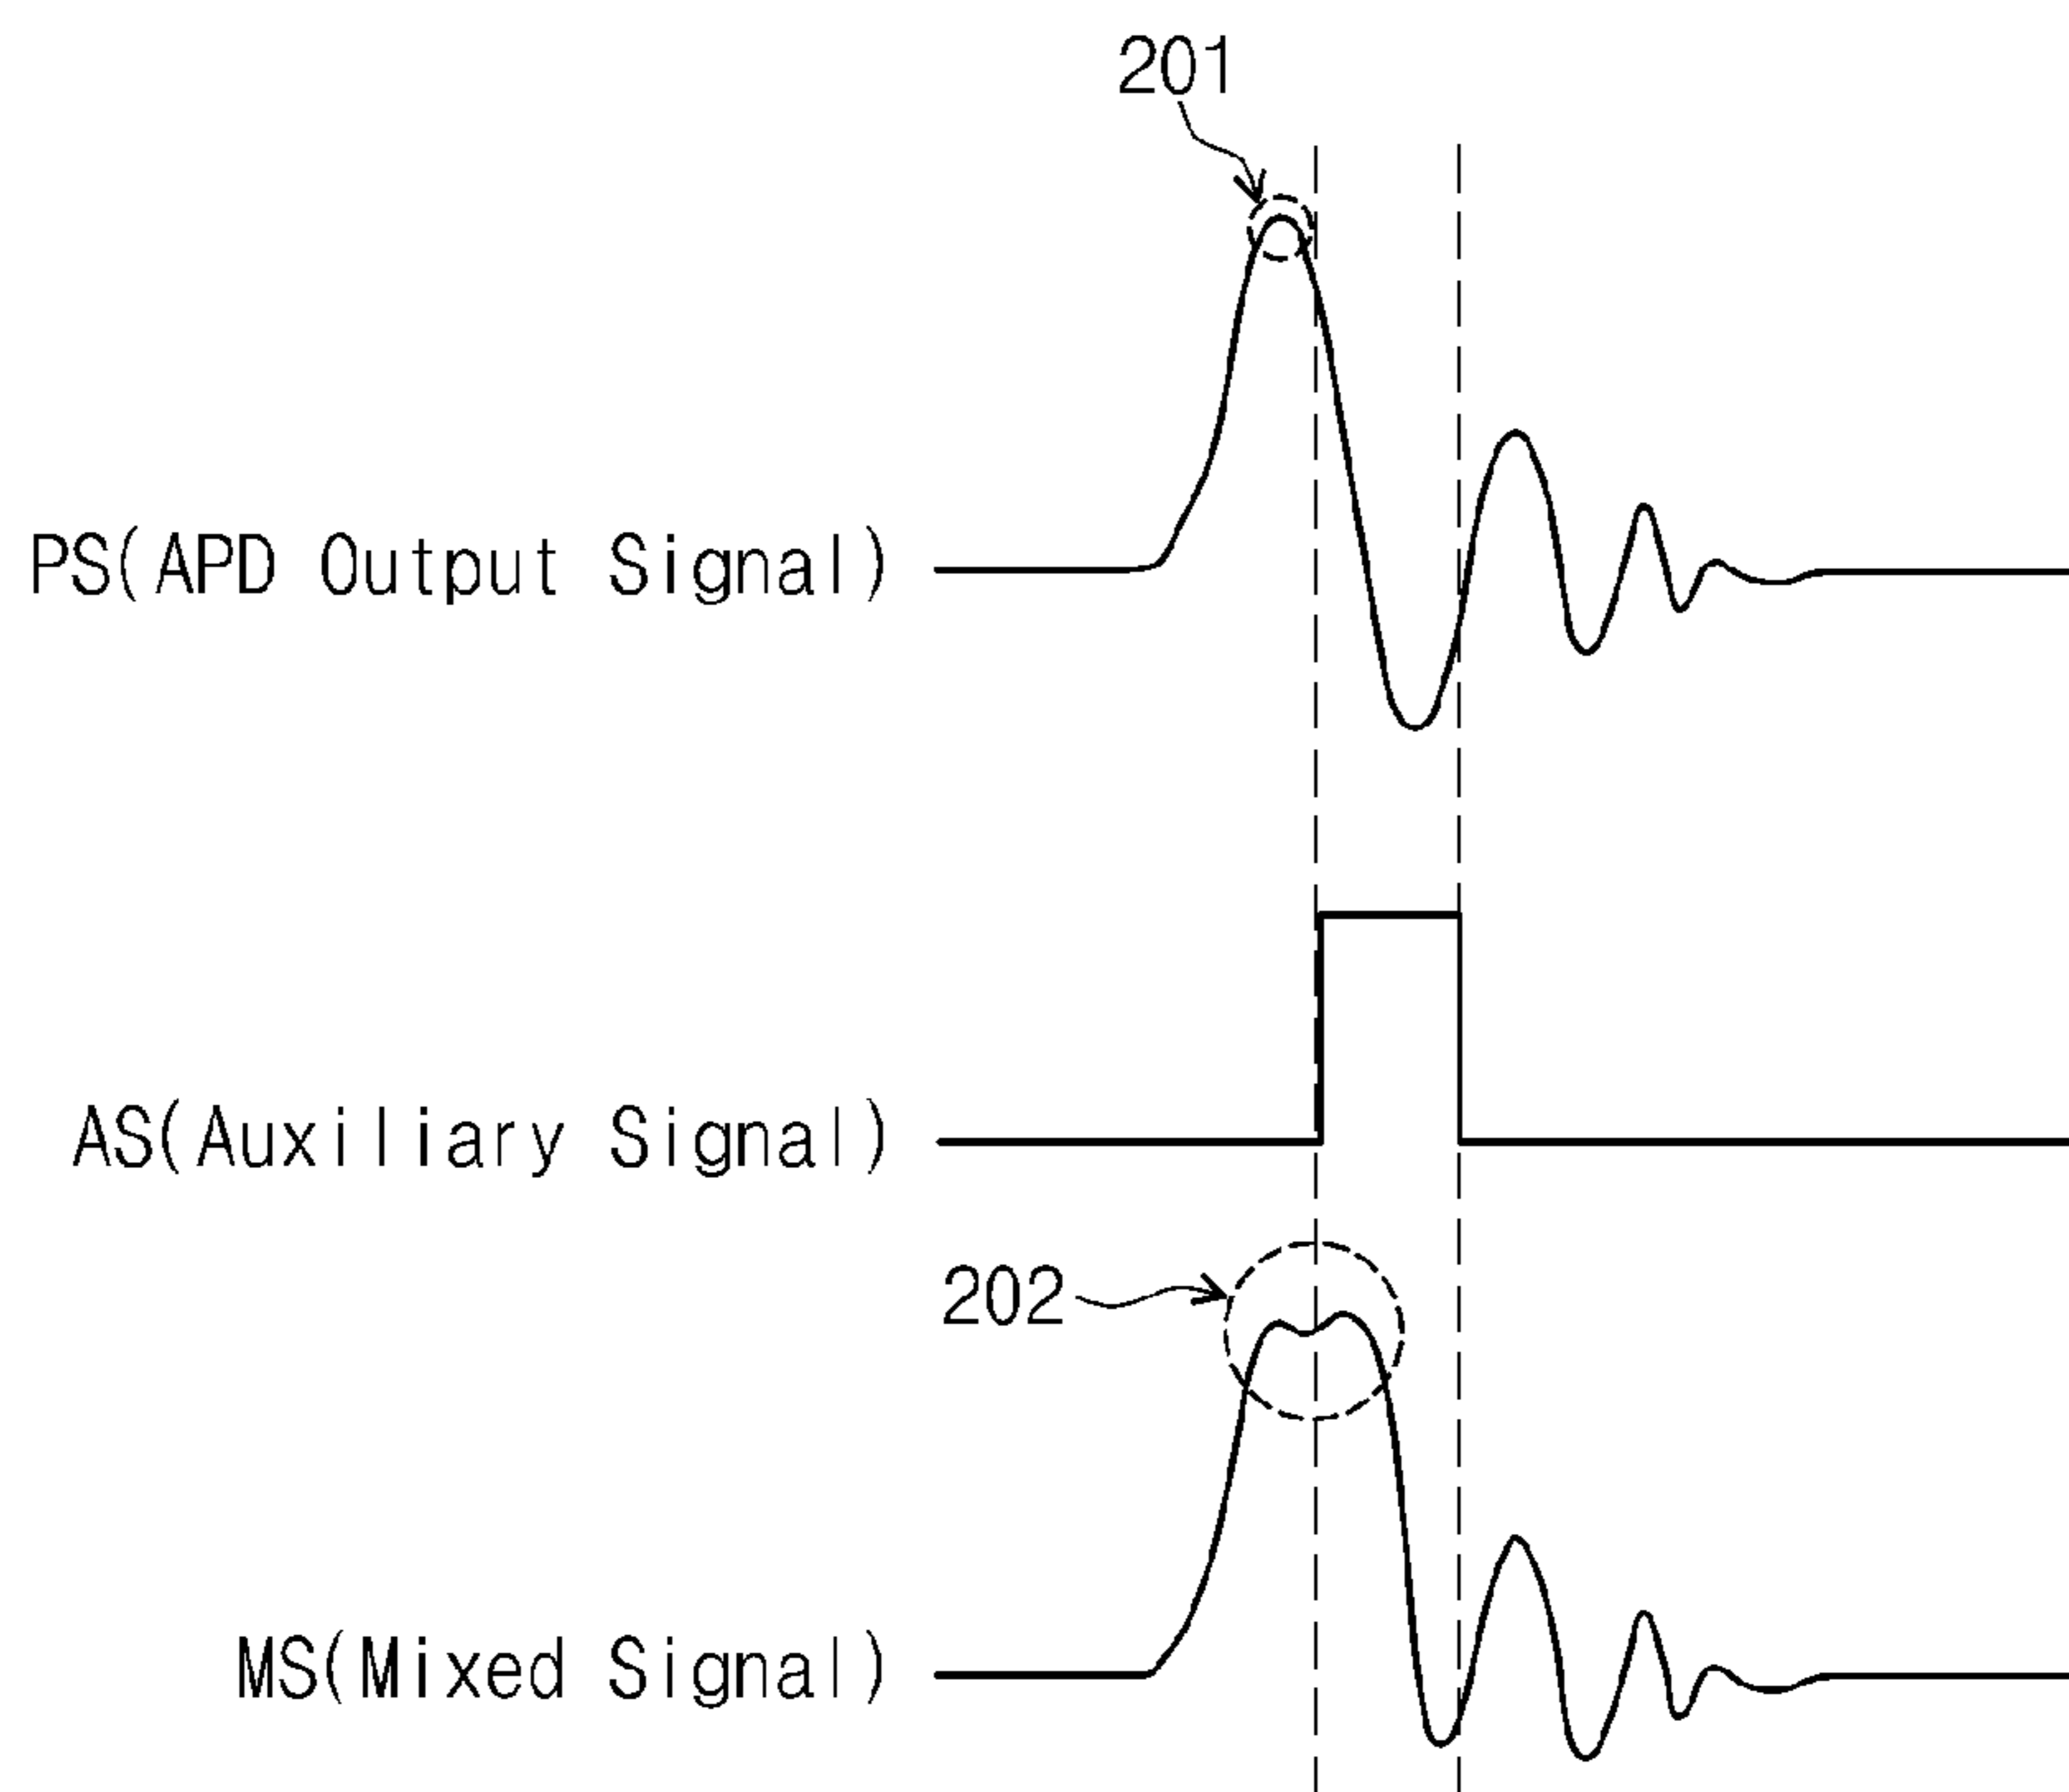 201
PS(APD Output Signal)
AS(Auxiliary Signal)
202
MS(Mixed Signal)